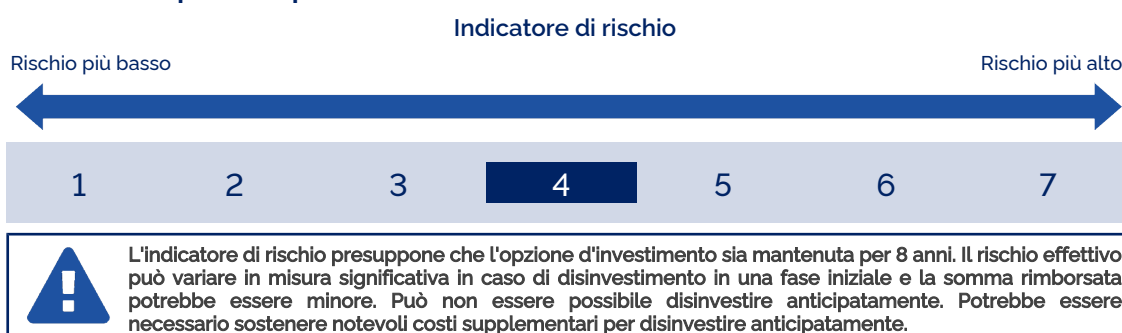 Indicatore di rischio
Rischio più basso Rischio più alto
1 2 3 4 5 6 7
L'indicatore di rischio presuppone che l'opzione d'investimento sia mantenuta per 8 anni. Il rischio effettivo
può variare in misura significativa in caso di disinvestimento in una fase iniziale e la somma rimborsata
potrebbe essere minore. Può non essere possibile disinvestire anticipatamente. Potrebbe essere
necessario sostenere notevoli costi supplementari per disinvestire anticipatamente.